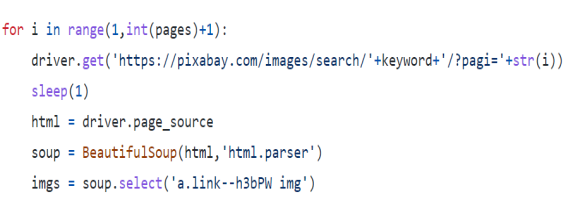 for i in range(1,int(pages)+1):
driver.get('https://pixabay.com/images/search/'+keyword+'/?pagi='+str(i))
sleep(1)
html = driver.page_source
soup = BeautifulSoup(html,'html.parser')
imgs = soup.select('a.link--h3bPW img')